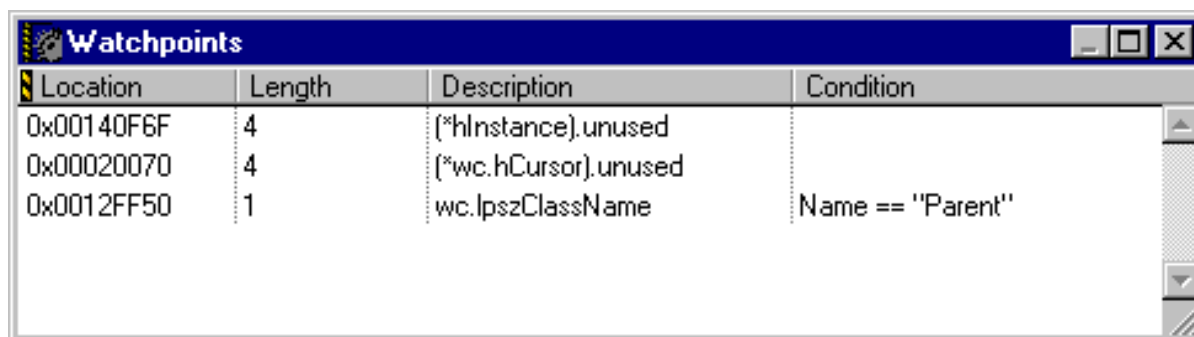 Watchpoints
Location Length Description Condition
0x00140F6F 4 (*hInstance).unused
0x00020070 4 (*wc.hCursor).unused
0x0012FF50 1 wc.lpszClassName Name == "Parent"